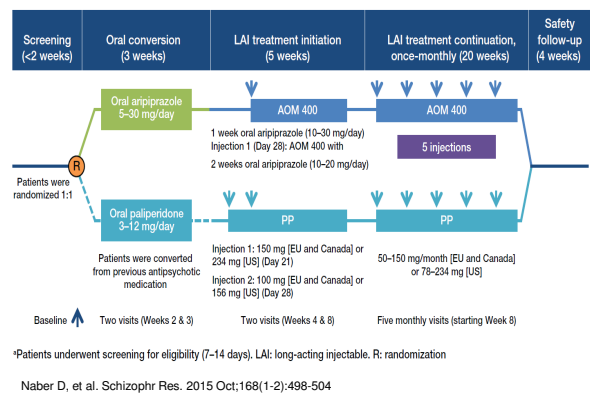 Screening
(<2 weeks)
Oral conversion
(3 weeks)
LAI treatment initiation
(5 weeks)
LAI treatment continuation,
once-monthly (20 weeks)
Safety
follow-up
(4 weeks)
Oral aripiprazole
5–30 mg/day
AOM 400
AOM 400
1 week oral aripiprazole (10–30 mg/day)
Injection 1 (Day 28): AOM 400 with
2 weeks oral aripiprazole (10–20 mg/day)
5 injections
R
Patients were
randomized 1:1
Oral paliperidone
3–12 mg/day
PP
PP
Patients were converted
from previous antipsychotic
medication
Injection 1: 150 mg [EU and Canada] or
234 mg [US] (Day 21)
Injection 2: 100 mg [EU and Canada] or
156 mg [US] (Day 28)
50–150 mg/month [EU and Canada]
or 78–234 mg [US]
Baseline
Two visits (Weeks 2 & 3)
Two visits (Weeks 4 & 8)
Five monthly visits (starting Week 8)
ªPatients underwent screening for eligibility (7–14 days). LAI: long-acting injectable. R: randomization
Naber D, et al. Schizophr Res. 2015 Oct;168(1-2):498-504